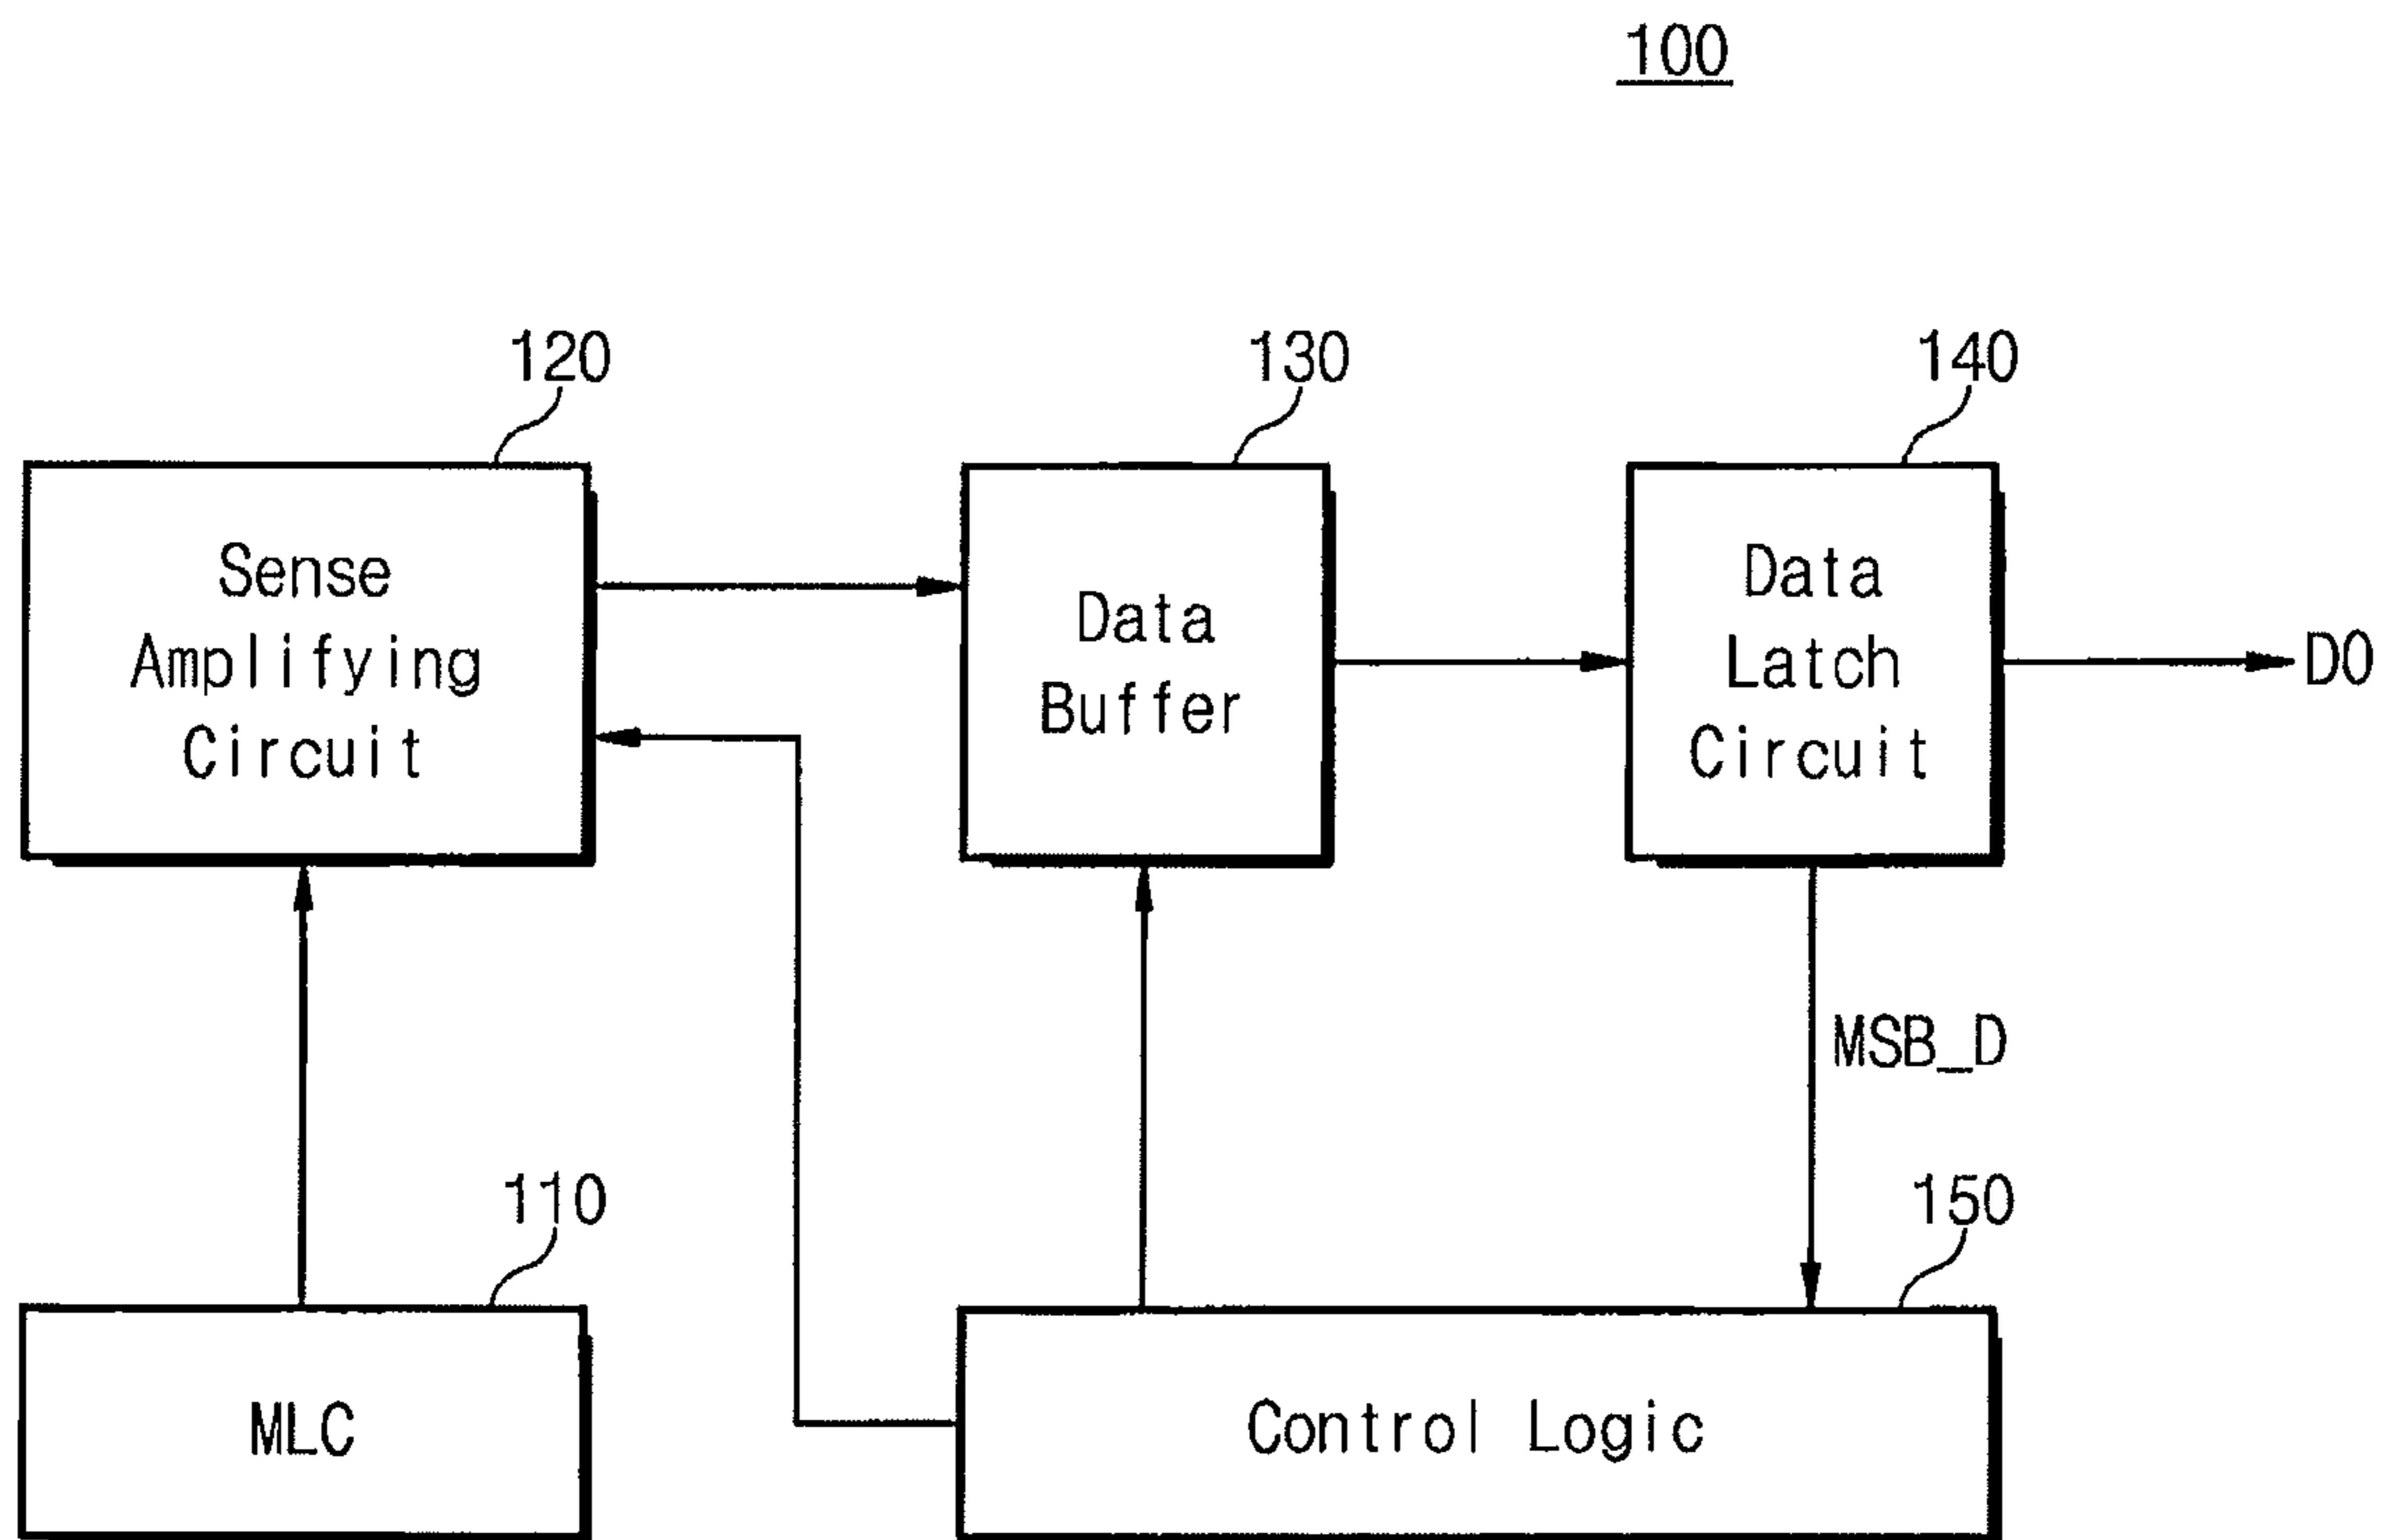 100
120
130
140
Sense
Amplifying
Circuit
Data
Buffer
Data
Latch
Circuit
DO
MSB_D
110
150
MLC
Control Logic